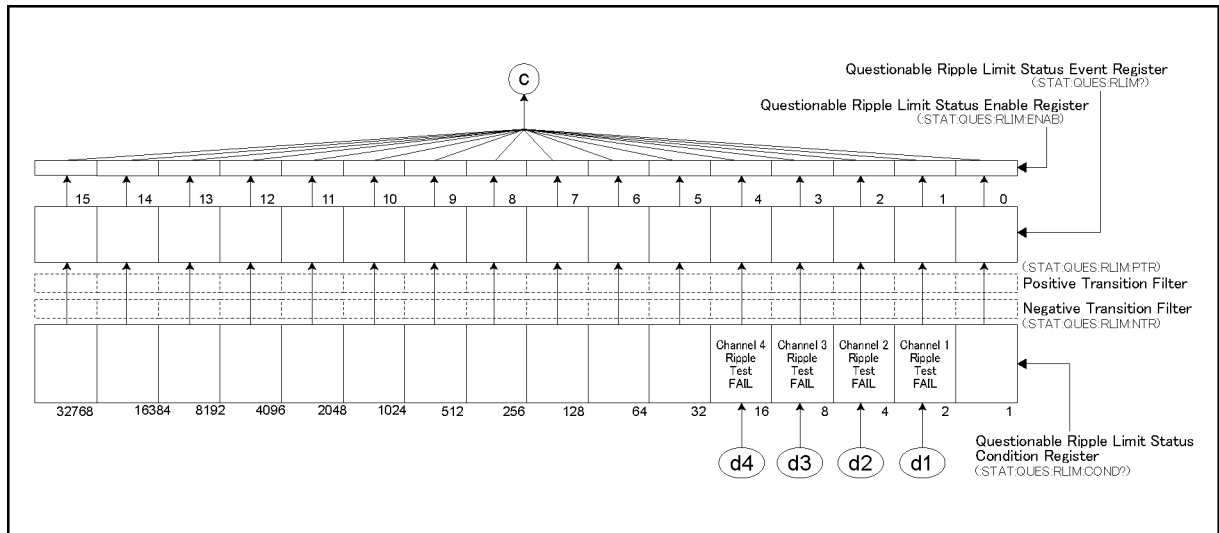 C
Questionable Ripple Limit Status Event Register
(:STAT:QUES:RLIM?)
Questionable Ripple Limit Status Enable Register
(:STAT:QUES:RLIM:ENAB)
15 14 13 12 11 10 9 8 7 6 5 4 3 2 1 0
(:STAT:QUES:RLIM:PTR)
Positive Transition Filter
Negative Transition Filter
(:STAT:QUES:RLIM:NTR)
Channel 4 Ripple Test FAIL
Channel 3 Ripple Test FAIL
Channel 2 Ripple Test FAIL
Channel 1 Ripple Test FAIL
32768 16384 8192 4096 2048 1024 512 256 128 64 32 16 8 4 2 1
d4 d3 d2 d1
Questionable Ripple Limit Status
Condition Register
(:STAT:QUES:RLIM:COND?)